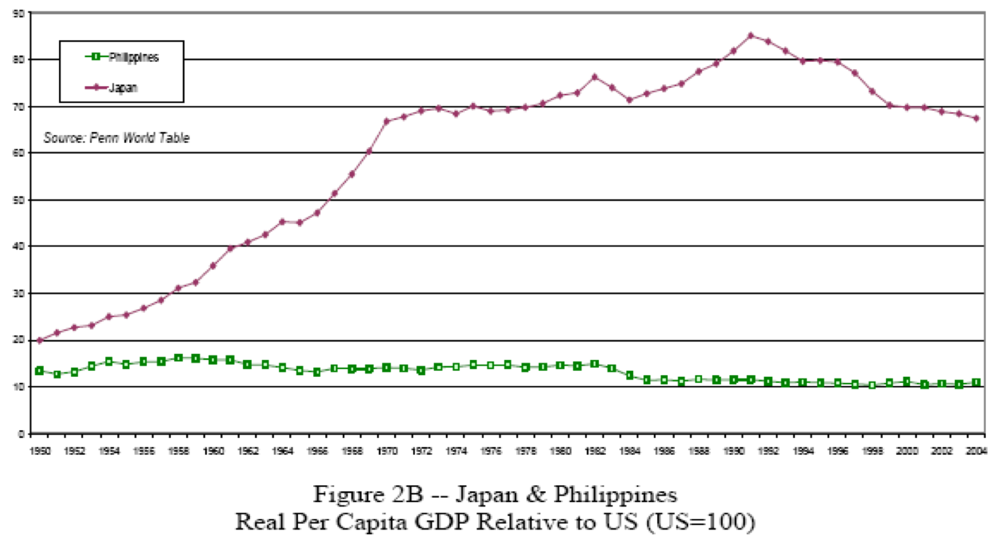 90
80
70
60
50
40
30
20
10
0
Philippines
Japan
Source: Penn World Table
1950 1952 1954 1956 1958 1960 1962 1964 1966 1968 1970 1972 1974 1976 1978 1980 1982 1984 1986 1988 1990 1992 1994 1996 1998 2000 2002 2004
Figure 2B -- Japan & Philippines
Real Per Capita GDP Relative to US (US=100)